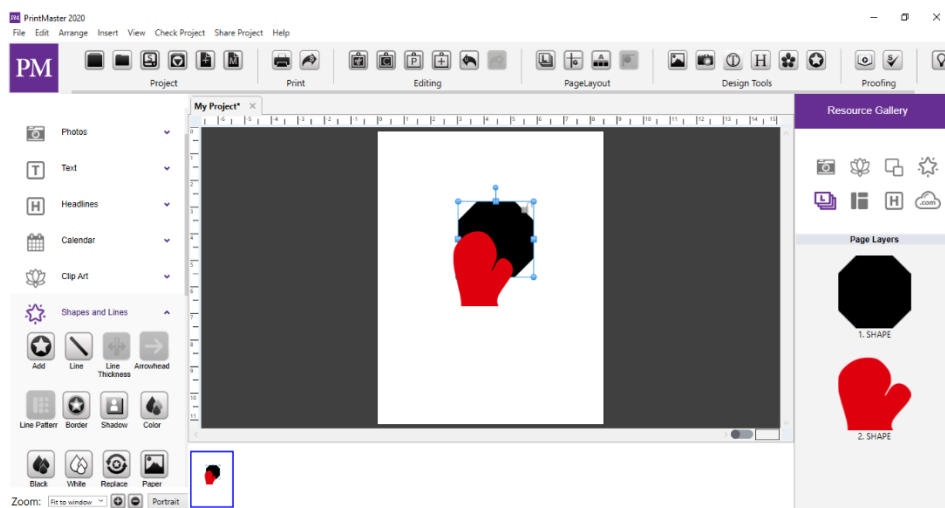 PM PrintMaster 2020
File Edit Arrange Insert View Check Project Share Project Help
PM
Project Print Editing PageLayout Design Tools Proofing
My Project*
Resource Gallery
Photos
Text
Headlines
Calendar
Clip Art
Shapes and Lines
Add Line Line Thickness Arrowhead
Line Patterr Border Shadow Color
Black White Replace Paper
Zoom: Fit to window Portrait
Page Layers
1. SHAPE
2. SHAPE